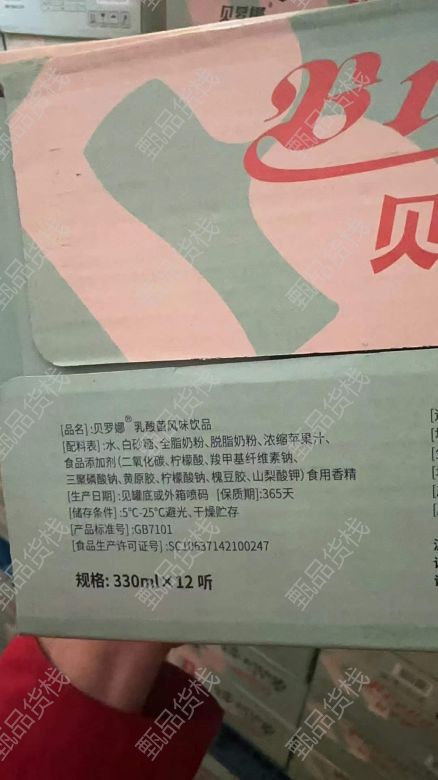 贝罗娜®
贝
[品名]:贝罗娜® 乳酸菌风味饮品
[配料表]:水、白砂糖、全脂奶粉、脱脂奶粉、浓缩苹果汁、
食品添加剂(二氧化碳、柠檬酸、羧甲基纤维素钠、
三聚磷酸钠、黄原胶、柠檬酸钠、槐豆胶、山梨酸钾)食用香精
[生产日期]:见罐底或外箱喷码 [保质期]:365天
[储存条件]:5℃-25℃避光、干燥贮存
[产品标准号]:GB7101
[食品生产许可证号]:SC10637142100247
规格: 330ml×12 听
甄品货栈